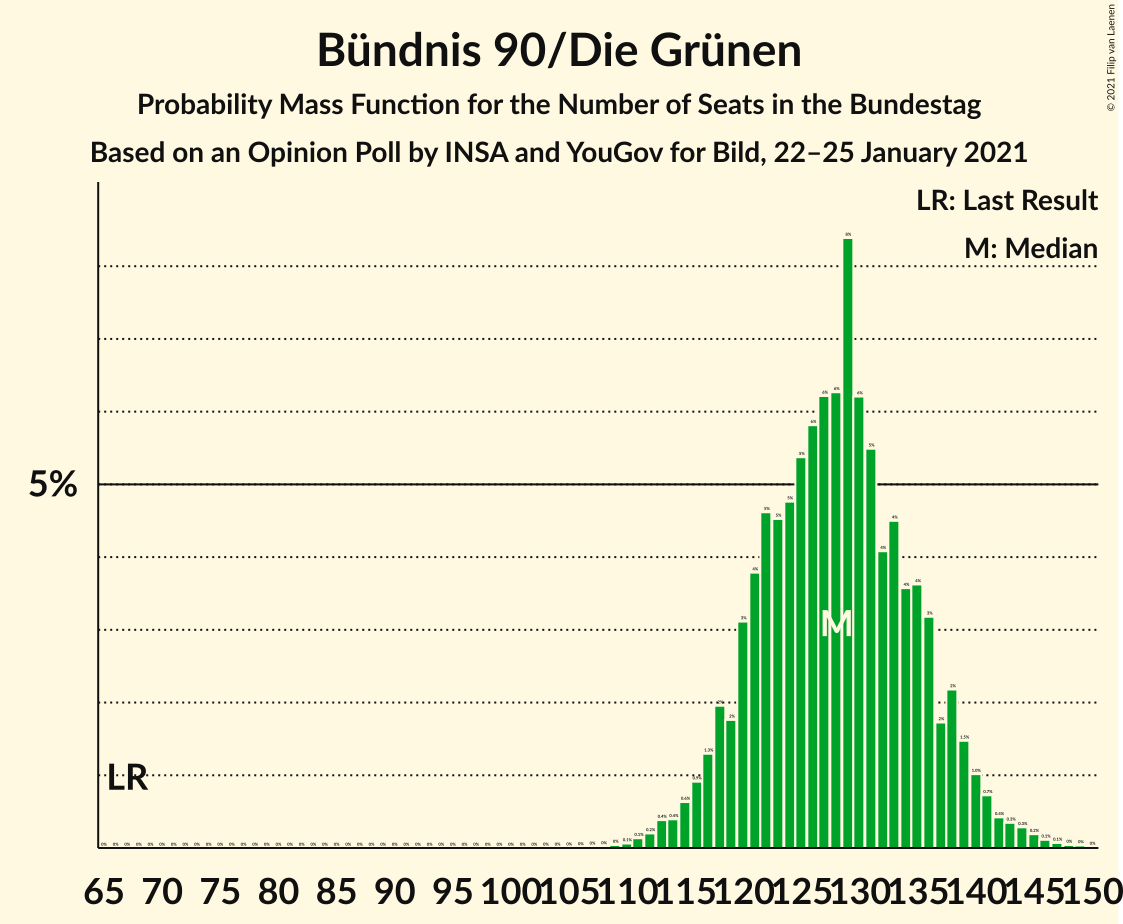 Bündnis 90/Die Grünen
Probability Mass Function for the Number of Seats in the Bundestag
Based on an Opinion Poll by INSA and YouGov for Bild, 22–25 January 2021
© 2021 Filip van Laenen
LR: Last Result
M: Median
5%
M
LR
65 70 75 80 85 90 95 100 105 110 115 120 125 130 135 140 145 150